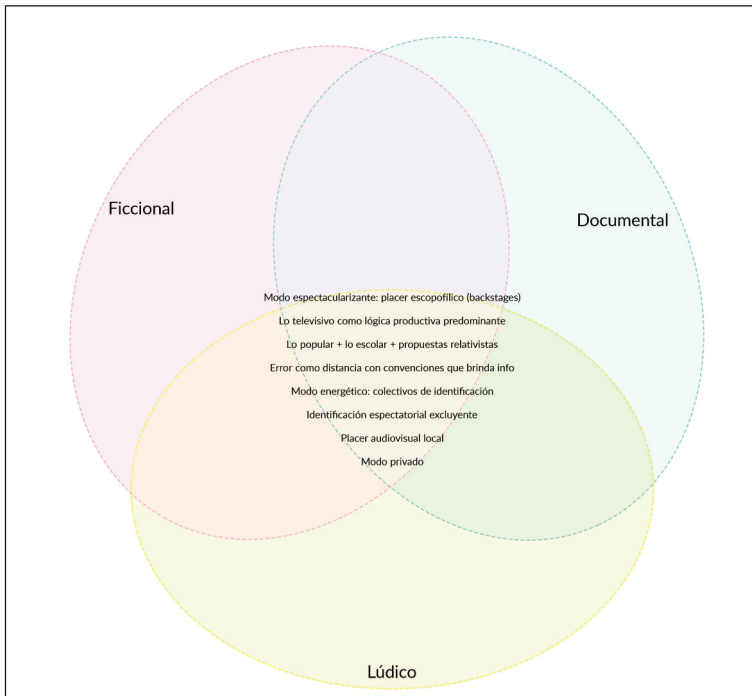 Ficcional
Documental
Modo espectacularizante: placer escopofílico (backstages)
Lo televisivo como lógica productiva predominante
Lo popular + lo escolar + propuestas relativistas
Error como distancia con convenciones que brinda info
Modo energético: colectivos de identificación
Identificación espectatorial excluyente
Placer audiovisual local
Modo privado
Lúdico